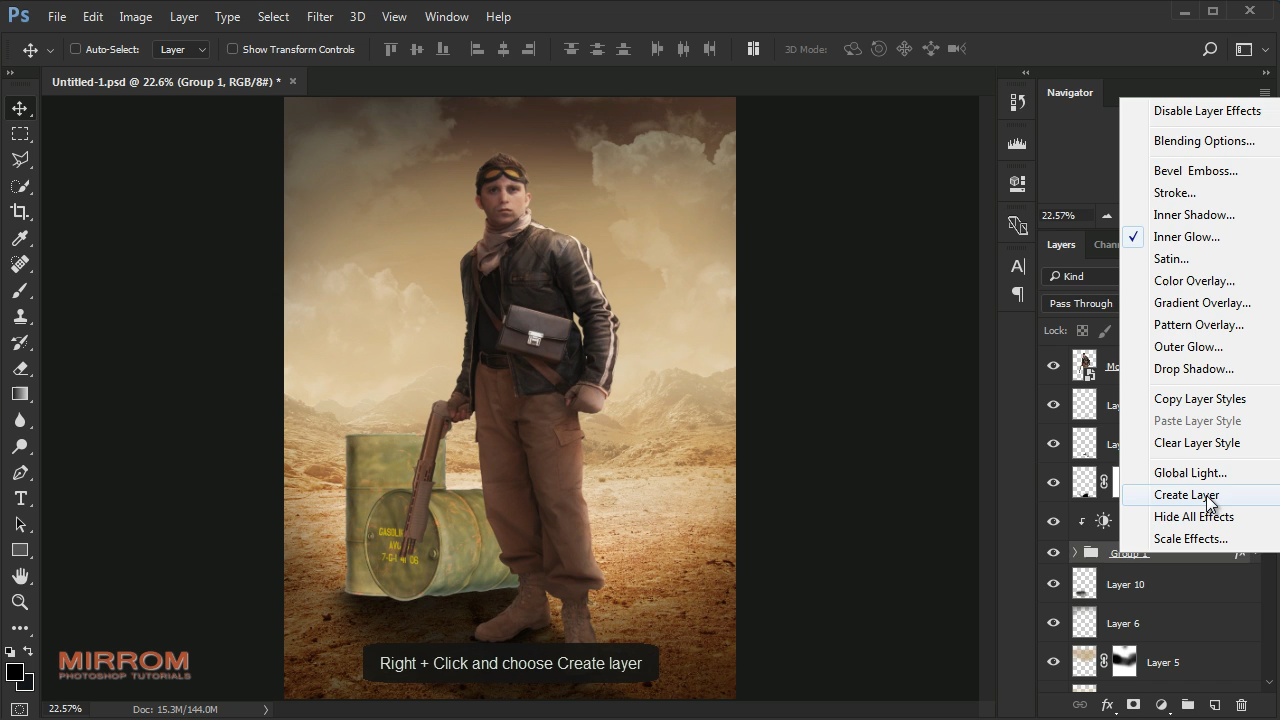 Ps File Edit Image Layer Type Select Filter 3D View Window Help
Auto-Select: Layer Show Transform Controls 3D Mode:
Untitled-1.psd @ 22.6% (Group 1, RGB/8#) *
Navigator
Disable Layer Effects
Blending Options...
Bevel Emboss...
Stroke...
22.57%
Inner Shadow...
Layers
Inner Glow...
Satin...
Kind
Color Overlay...
Pass Through
Gradient Overlay...
Lock:
Pattern Overlay...
Outer Glow...
Drop Shadow...
Copy Layer Styles
Paste Layer Style
Clear Layer Style
Global Light...
Create Layer
Hide All Effects
Scale Effects...
Group 1
fx
Layer 10
Layer 6
Layer 5
GASOLIN
Right + Click and choose Create layer
MIRROM
PHOTOSHOP TUTORIALS
22.57% Doc: 15.3M/144.0M
fx